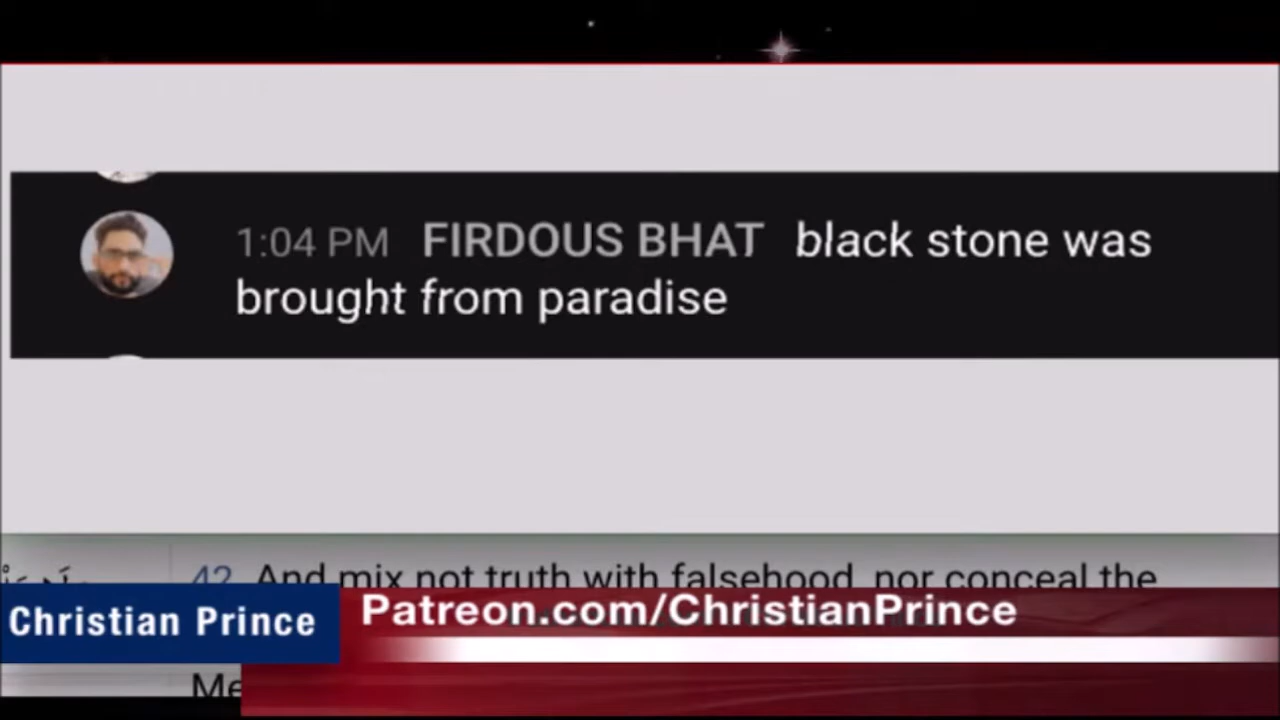 1:04 PM FIRDOUS BHAT black stone was
brought from paradise
42 And mix not truth with falsehood, nor conceal the
Christian Prince
Patreon.com/ChristianPrince
Me